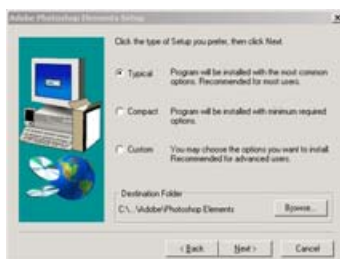 Adobe Photoshop Elements Setup
Click the type of Setup you prefer, then click Next.
Typical Program will be installed with the most common
options. Recommended for most users.
Compact Program will be installed with minimum required
options.
Custom You may choose the options you want to install.
Recommended for advanced users.
Destination Folder
C:\...\Adobe\Photoshop Elements Browse...
< Back Next > Cancel